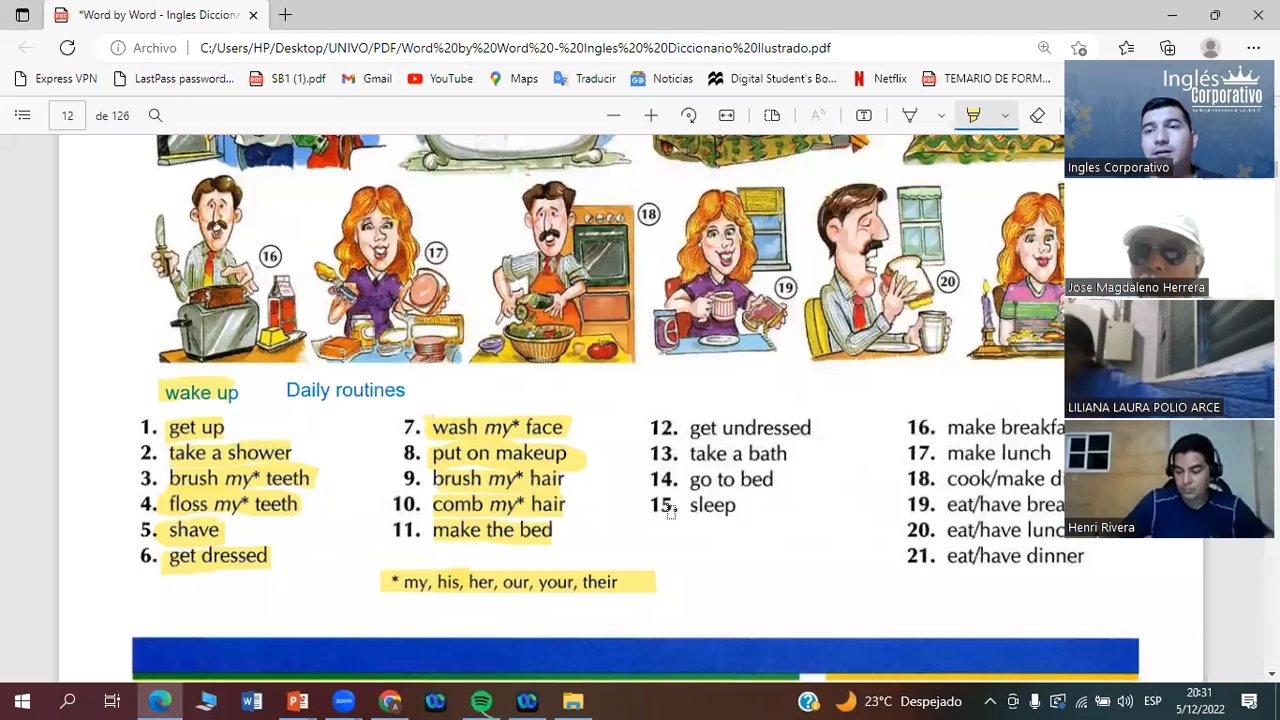 *Word by Word - Ingles Diccina
Archivo
C:/Users/HP/Desktop/UNIVO/PDF/Word%20by%20Word%20-%20Ingles%20%20Diccionario%20Ilustrado.pdf
Express VPN
LastPass password...
SB1 (1).pdf
Gmail
YouTube
Maps
Traducir
Noticias
Digital Student's Bo...
Netflix
TEMARIO DE FORM...
12
de 126
Inglés
Corporativo
Ingles Corporativo
Jose Magdaleno Herrera
LILIANA LAURA POLIO ARCE
Henri Rivera
16
17
18
19
20
wake up
Daily routines
1. get up
2. take a shower
3. brush my* teeth
4. floss my* teeth
5. shave
6. get dressed
7. wash my* face
8. put on makeup
9. brush my* hair
10. comb my* hair
11. make the bed
* my, his, her, our, your, their
12. get undressed
13. take a bath
14. go to bed
15. sleep
16. make breakfa
17. make lunch
18. cook/make di
19. eat/have brea
20. eat/have lunc
21. eat/have dinner
23°C Despejado
ESP
20:31
5/12/2022